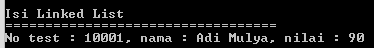 Isi Linked List
==================================
No test : 10001, nama : Adi Mulya, nilai : 90